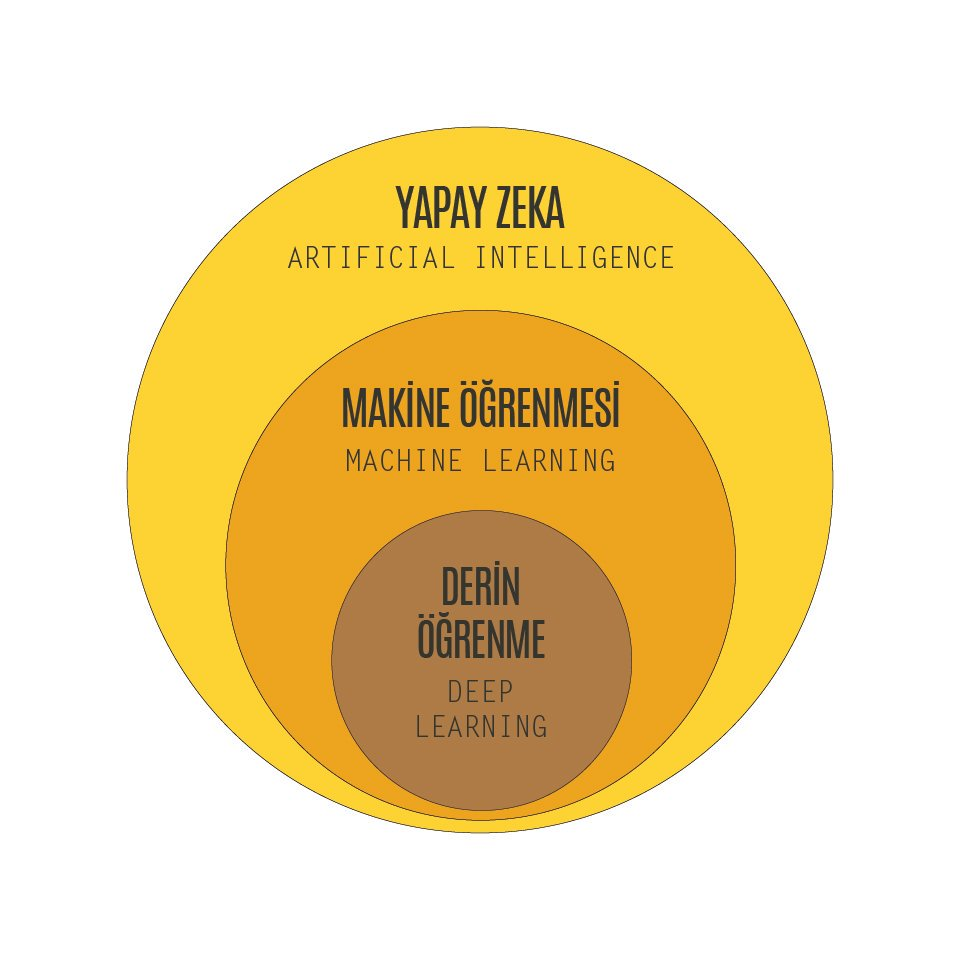 YAPAY ZEKA
ARTIFICIAL INTELLIGENCE
MAKİNE ÖĞRENMESİ
MACHINE LEARNING
DERİN
ÖĞRENME
DEEP
LEARNING